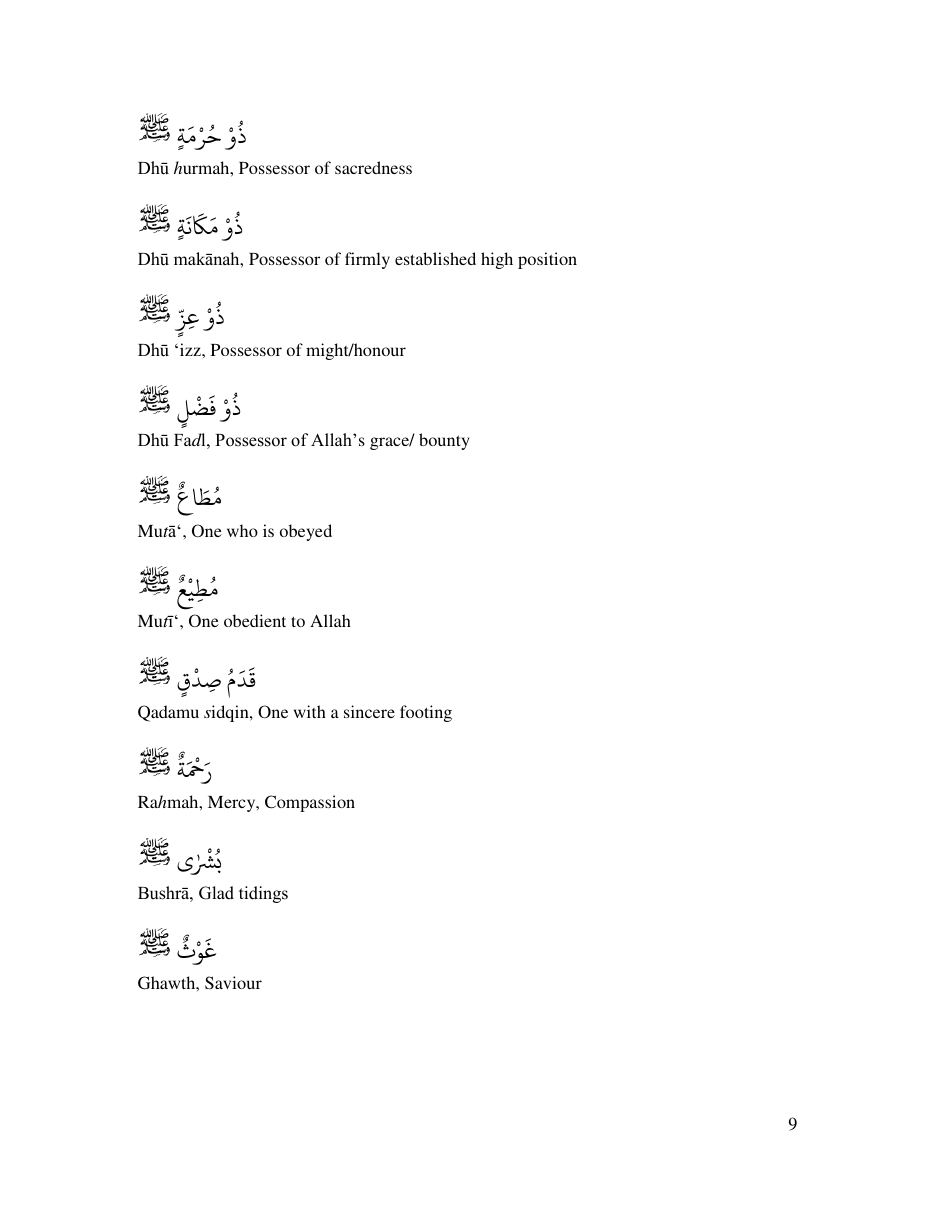 ذُوْ حُرْمَةٍ ﷺ
Dhū hurmah, Possessor of sacredness
ذُوْ مَكَانَةٍ ﷺ
Dhū makānah, Possessor of firmly established high position
ذُوْ عِزٍّ ﷺ
Dhū ‘izz, Possessor of might/honour
ذُوْ فَضْلٍ ﷺ
Dhū Fadl, Possessor of Allah’s grace/ bounty
مُطَاعٌ ﷺ
Mutā‘, One who is obeyed
مُطِيْعٌ ﷺ
Mutī‘, One obedient to Allah
قَدَمُ صِدْقٍ ﷺ
Qadamu sidqin, One with a sincere footing
رَحْمَةٌ ﷺ
Rahmah, Mercy, Compassion
بُشْرٰى ﷺ
Bushrā, Glad tidings
غَوْثٌ ﷺ
Ghawth, Saviour
9